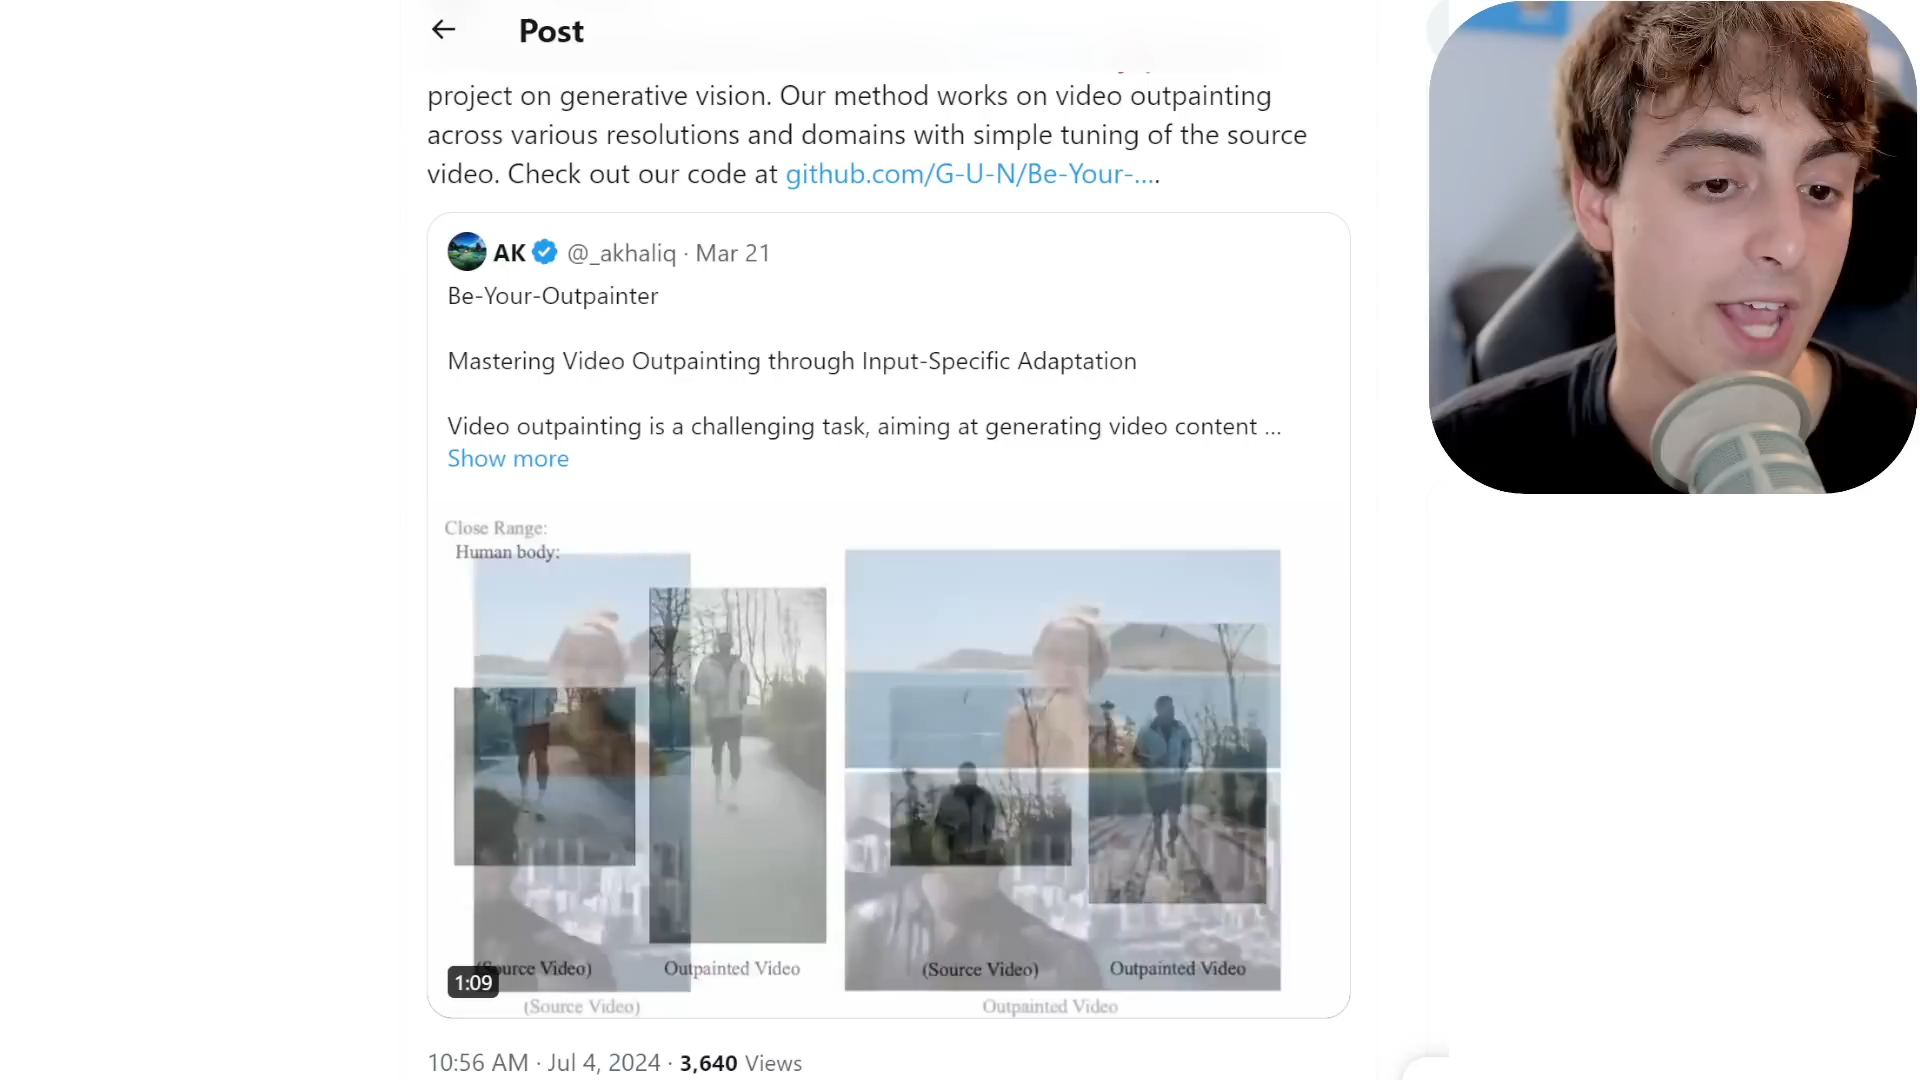 Post
project on generative vision. Our method works on video outpainting
across various resolutions and domains with simple tuning of the source
video. Check out our code at github.com/G-U-N/Be-Your-….
AK @_akhaliq · Mar 21
Be-Your-Outpainter
Mastering Video Outpainting through Input-Specific Adaptation
Video outpainting is a challenging task, aiming at generating video content ...
Show more
Close Range:
Human body:
(Source Video) Outpainted Video (Source Video) Outpainted Video
1:09
(Source Video) Outpainted Video
10:56 AM · Jul 4, 2024 · 3,640 Views